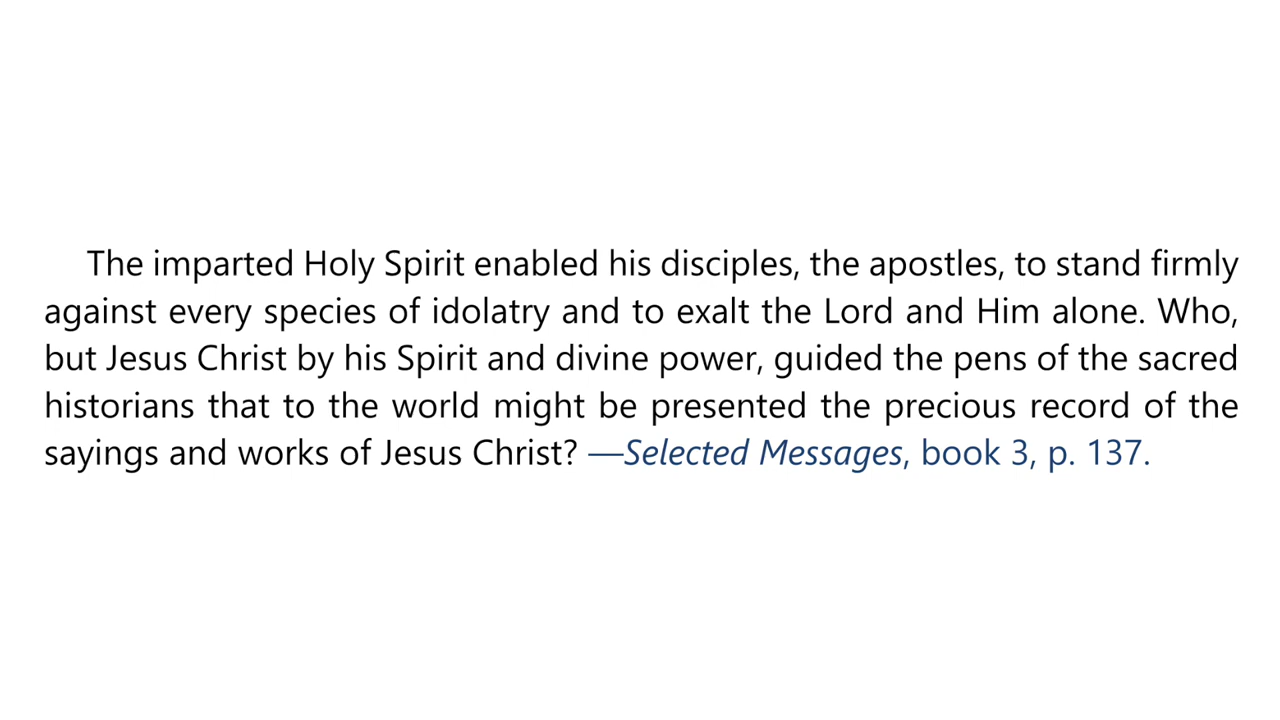 The imparted Holy Spirit enabled his disciples, the apostles, to stand firmly
against every species of idolatry and to exalt the Lord and Him alone. Who,
but Jesus Christ by his Spirit and divine power, guided the pens of the sacred
historians that to the world might be presented the precious record of the
sayings and works of Jesus Christ? —Selected Messages, book 3, p. 137.